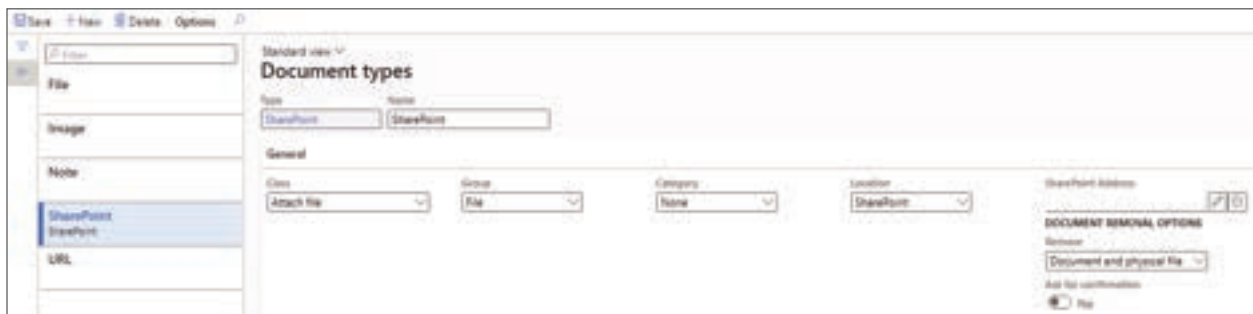 Save New Delete Options
Filter
File
Image
Note
SharePoint
SharePoint
URL
Standard view
Document types
Type Name
SharePoint SharePoint
General
Class Group Category Location SharePoint Address
Attach file File None SharePoint
DOCUMENT REMOVAL OPTIONS
Remove
Document and physical file
Ask for confirmation
No